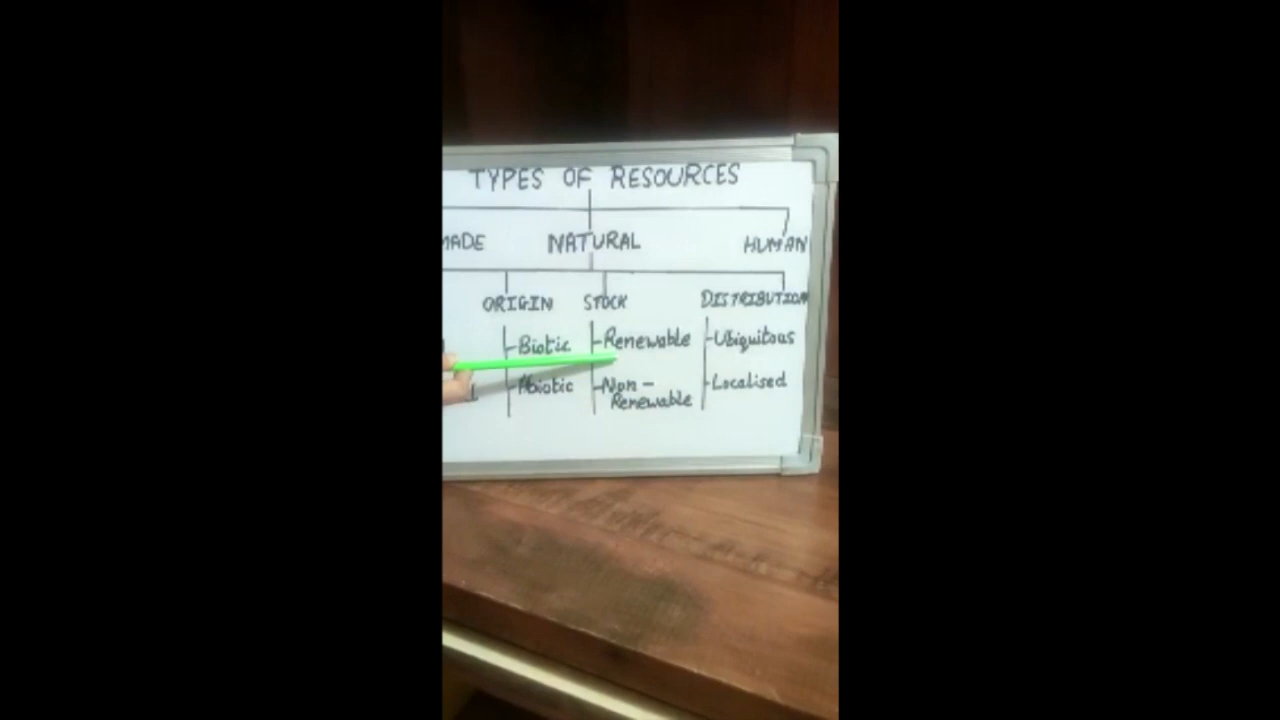 TYPES OF RESOURCES
MADE NATURAL HUMAN
ORIGIN STOCK DISTRIBUTION
Biotic Renewable Ubiquitous
Abiotic Non- Localised
Renewable